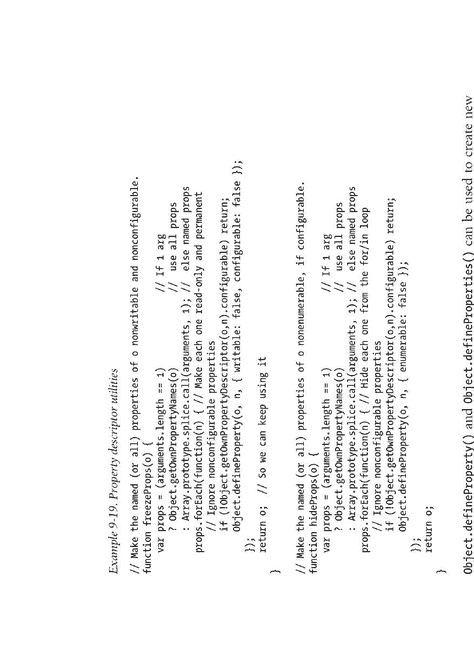 Example 9-19. Property descriptor utilities
// Make the named (or all) properties of o nonwritable and nonconfigurable.
function freezeProps(o) {
    var props = (arguments.length == 1)              // If 1 arg
        ? Object.getOwnPropertyNames(o)              //  use all props
        : Array.prototype.splice.call(arguments, 1); //  else named props
    props.forEach(function(n) { // Make each one read-only and permanent
        // Ignore nonconfigurable properties
        if (!Object.getOwnPropertyDescriptor(o,n).configurable) return;
        Object.defineProperty(o, n, { writable: false, configurable: false });
    });
    return o;  // So we can keep using it
}
// Make the named (or all) properties of o nonenumerable, if configurable.
function hideProps(o) {
    var props = (arguments.length == 1)              // If 1 arg
        ? Object.getOwnPropertyNames(o)              //  use all props
        : Array.prototype.splice.call(arguments, 1); //  else named props
    props.forEach(function(n) { // Hide each one from the for/in loop
        // Ignore nonconfigurable properties
        if (!Object.getOwnPropertyDescriptor(o,n).configurable) return;
        Object.defineProperty(o, n, { enumerable: false });
    });
    return o;
}
Object.defineProperty() and Object.defineProperties() can be used to create new